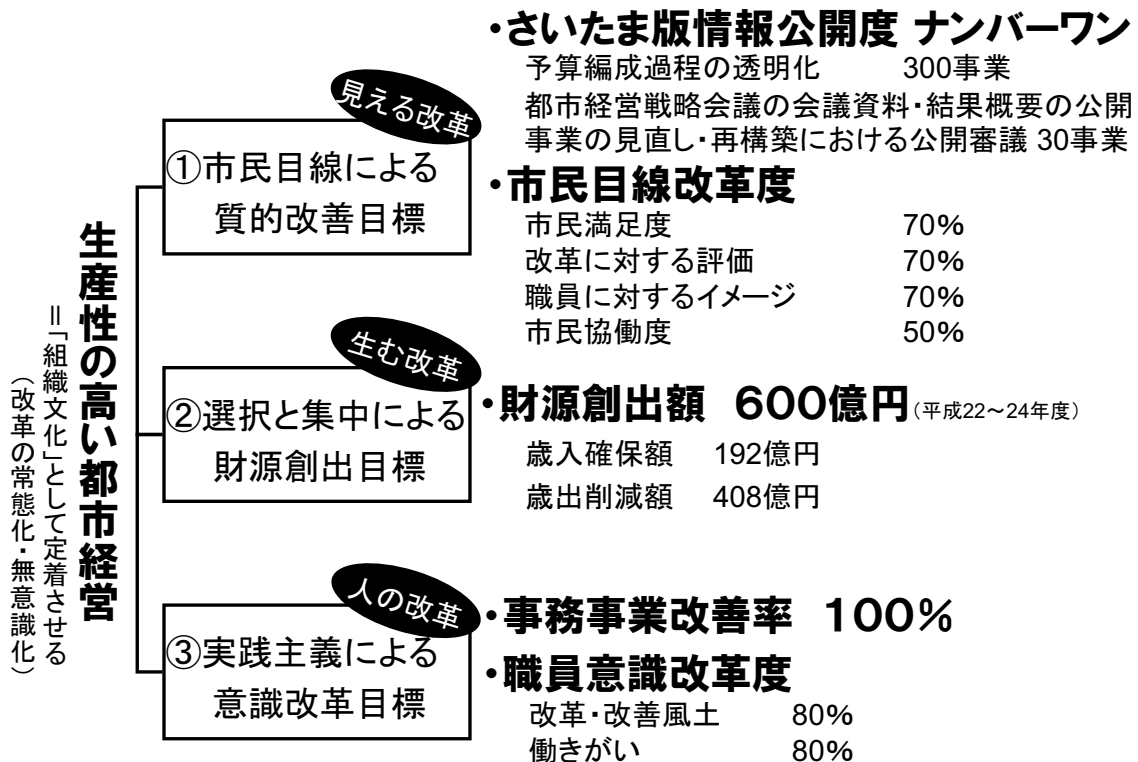 生産性の高い都市経営
=「組織文化」として定着させる
(改革の常態化・無意識化)
見える改革
①市民目線による
質的改善目標
・さいたま版情報公開度 ナンバーワン
予算編成過程の透明化 300事業
都市経営戦略会議の会議資料・結果概要の公開
事業の見直し・再構築における公開審議 30事業
・市民目線改革度
市民満足度 70%
改革に対する評価 70%
職員に対するイメージ 70%
市民協働度 50%
生む改革
②選択と集中による
財源創出目標
・財源創出額 600億円(平成22~24年度)
歳入確保額 192億円
歳出削減額 408億円
人の改革
③実践主義による
意識改革目標
・事務事業改善率 100%
・職員意識改革度
改革・改善風土 80%
働きがい 80%